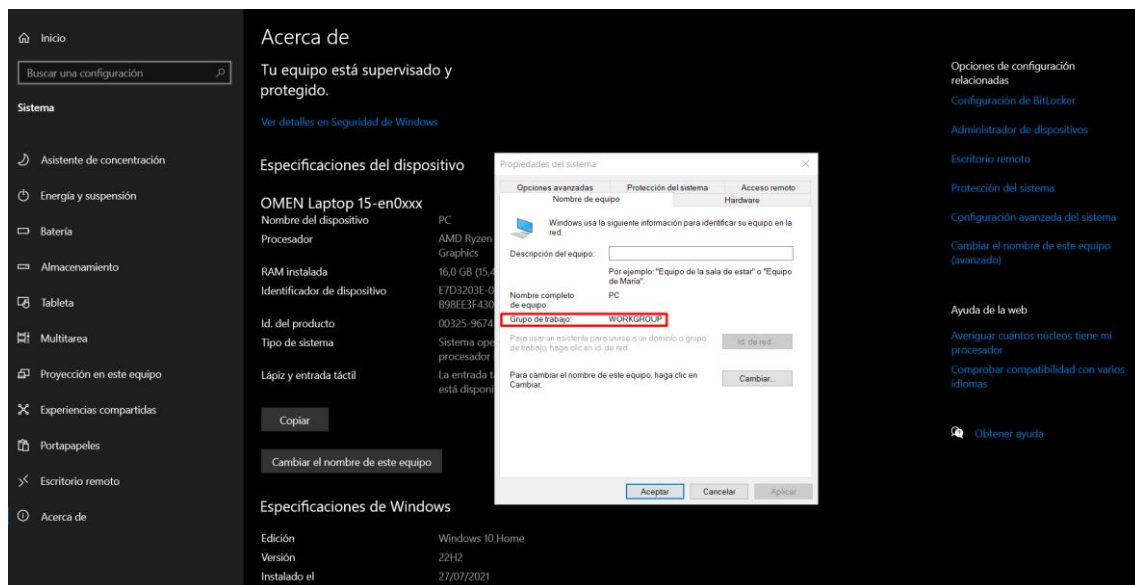 Inicio
Buscar una configuración
Sistema
Asistente de concentración
Energía y suspensión
Batería
Almacenamiento
Tableta
Multitarea
Proyección en este equipo
Experiencias compartidas
Portapapeles
Escritorio remoto
Acerca de
Acerca de
Tu equipo está supervisado y
protegido.
Ver detalles en Seguridad de Windows
Especificaciones del dispositivo
OMEN Laptop 15-en0xxx
Nombre del dispositivo PC
Procesador AMD Ryzen
Graphics
RAM instalada 16,0 GB (15,4
Identificador de dispositivo E7D3203E-0
B98EE3F430
Id. del producto 00325-9674
Tipo de sistema Sistema ope
procesador
Lápiz y entrada táctil La entrada t
está disponi
Copiar
Cambiar el nombre de este equipo
Especificaciones de Windows
Edición Windows 10 Home
Versión 22H2
Instalado el 27/07/2021
Propiedades del sistema
Opciones avanzadas Protección del sistema Acceso remoto
Nombre de equipo Hardware
Windows usa la siguiente información para identificar su equipo en la
red.
Descripción del equipo:
Por ejemplo: "Equipo de la sala de estar" o "Equipo
de María".
Nombre completo PC
de equipo:
Grupo de trabajo: WORKGROUP
Para usar un asistente para unirse a un dominio o grupo
de trabajo, haga clic en Id. de red.
Id. de red...
Para cambiar el nombre de este equipo, haga clic en
Cambiar.
Cambiar...
Aceptar Cancelar Aplicar
Opciones de configuración
relacionadas
Configuración de BitLocker
Administrador de dispositivos
Escritorio remoto
Protección del sistema
Configuración avanzada del sistema
Cambiar el nombre de este equipo
(avanzado)
Ayuda de la web
Averiguar cuántos núcleos tiene mi
procesador
Comprobar compatibilidad con varios
idiomas
Obtener ayuda